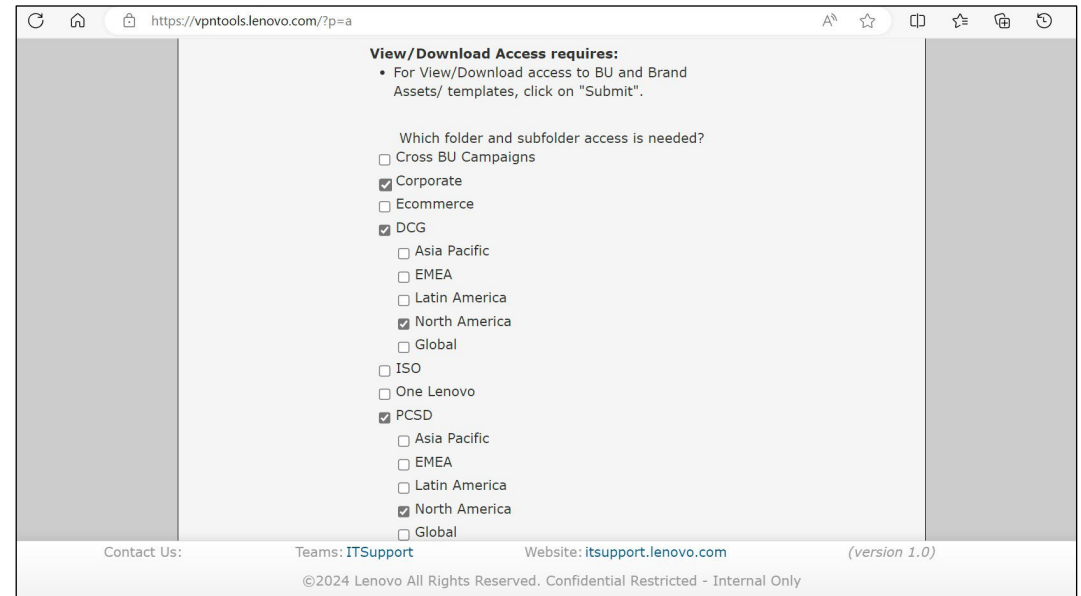 https://vpntools.lenovo.com/?p=a
View/Download Access requires:
• For View/Download access to BU and Brand
Assets/ templates, click on "Submit".
Which folder and subfolder access is needed?
Cross BU Campaigns
Corporate
Ecommerce
DCG
Asia Pacific
EMEA
Latin America
North America
Global
ISO
One Lenovo
PCSD
Asia Pacific
EMEA
Latin America
North America
Global
Contact Us: Teams: ITSupport Website: itsupport.lenovo.com (version 1.0)
©2024 Lenovo All Rights Reserved. Confidential Restricted - Internal Only